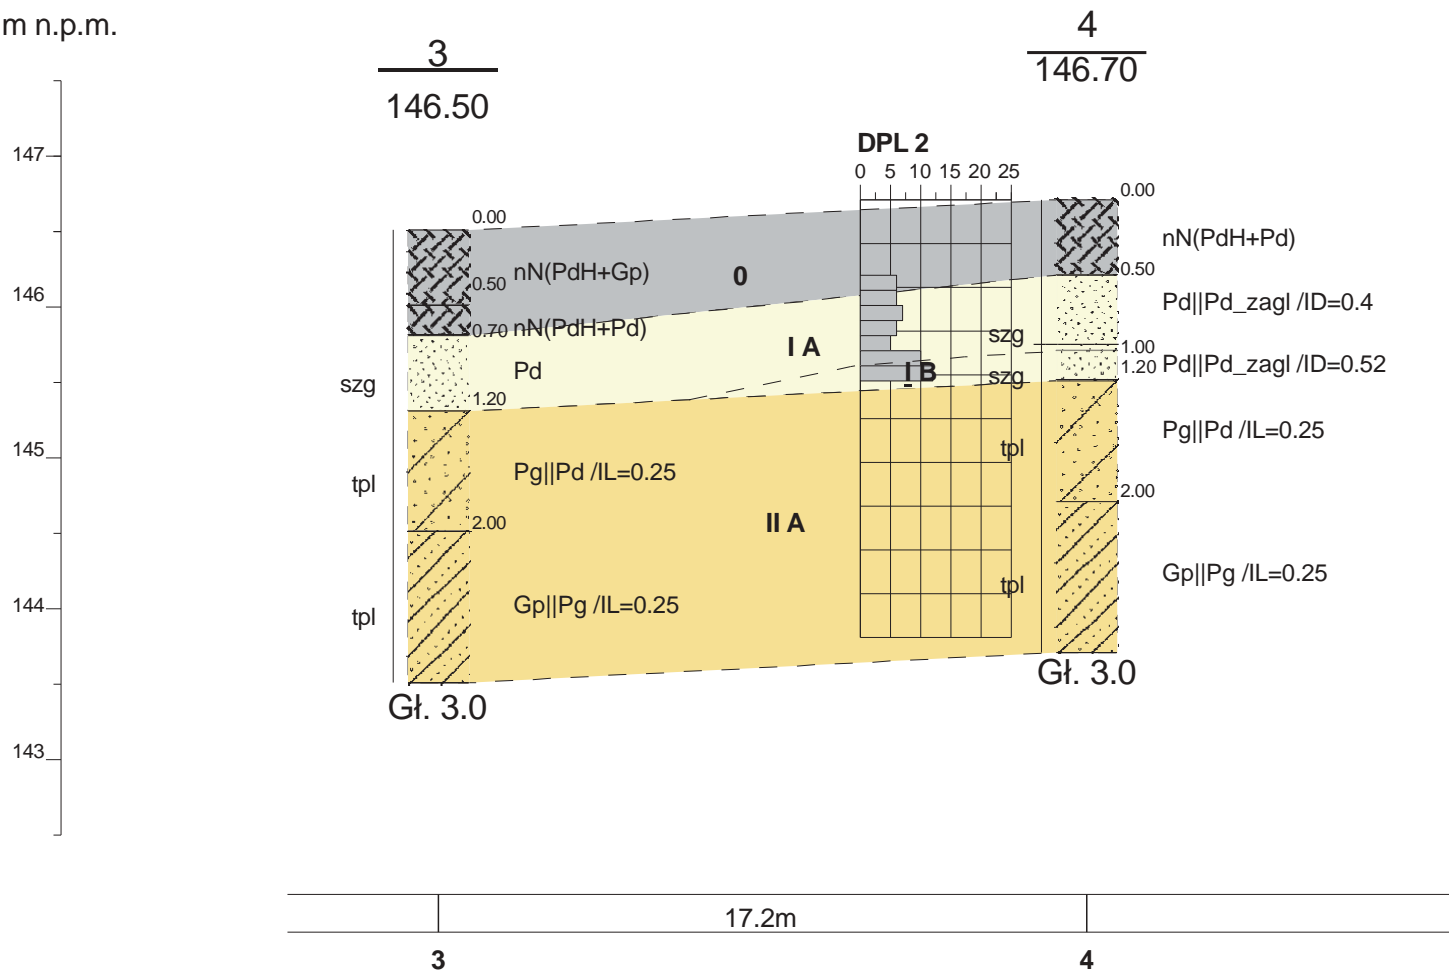 m n.p.m.
3
146.50
4
146.70
DPL 2
0 5 10 15 20 25
147
146
145
144
143
0.00
0.50
0.70
1.20
2.00
nN(PdH+Gp)
nN(PdH+Pd)
Pd
Pg||Pd /IL=0.25
Gp||Pg /IL=0.25
szg
tpl
tpl
Gł. 3.0
0
I A
I B
II A
szg
szg
tpl
tpl
0.00
0.50
1.00
1.20
2.00
nN(PdH+Pd)
Pd||Pd_zagl /ID=0.4
Pd||Pd_zagl /ID=0.52
Pg||Pd /IL=0.25
Gp||Pg /IL=0.25
Gł. 3.0
17.2m
3
4